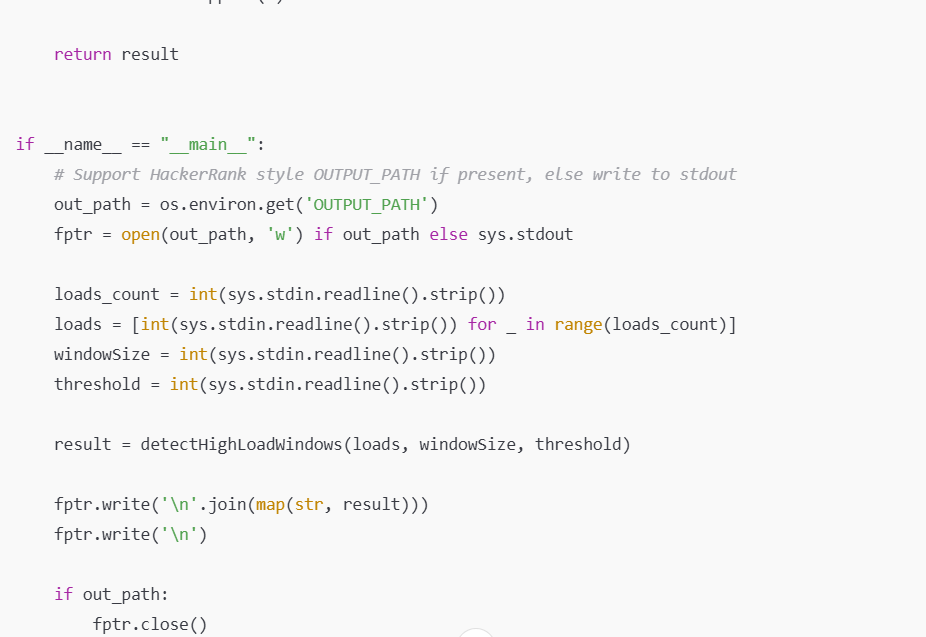 return result
if __name__ == "__main__":
# Support HackerRank style OUTPUT_PATH if present, else write to stdout
out_path = os.environ.get('OUTPUT_PATH')
fptr = open(out_path, 'w') if out_path else sys.stdout
loads_count = int(sys.stdin.readline().strip())
loads = [int(sys.stdin.readline().strip()) for _ in range(loads_count)]
windowSize = int(sys.stdin.readline().strip())
threshold = int(sys.stdin.readline().strip())
result = detectHighLoadWindows(loads, windowSize, threshold)
fptr.write('\n'.join(map(str, result)))
fptr.write('\n')
if out_path:
fptr.close()